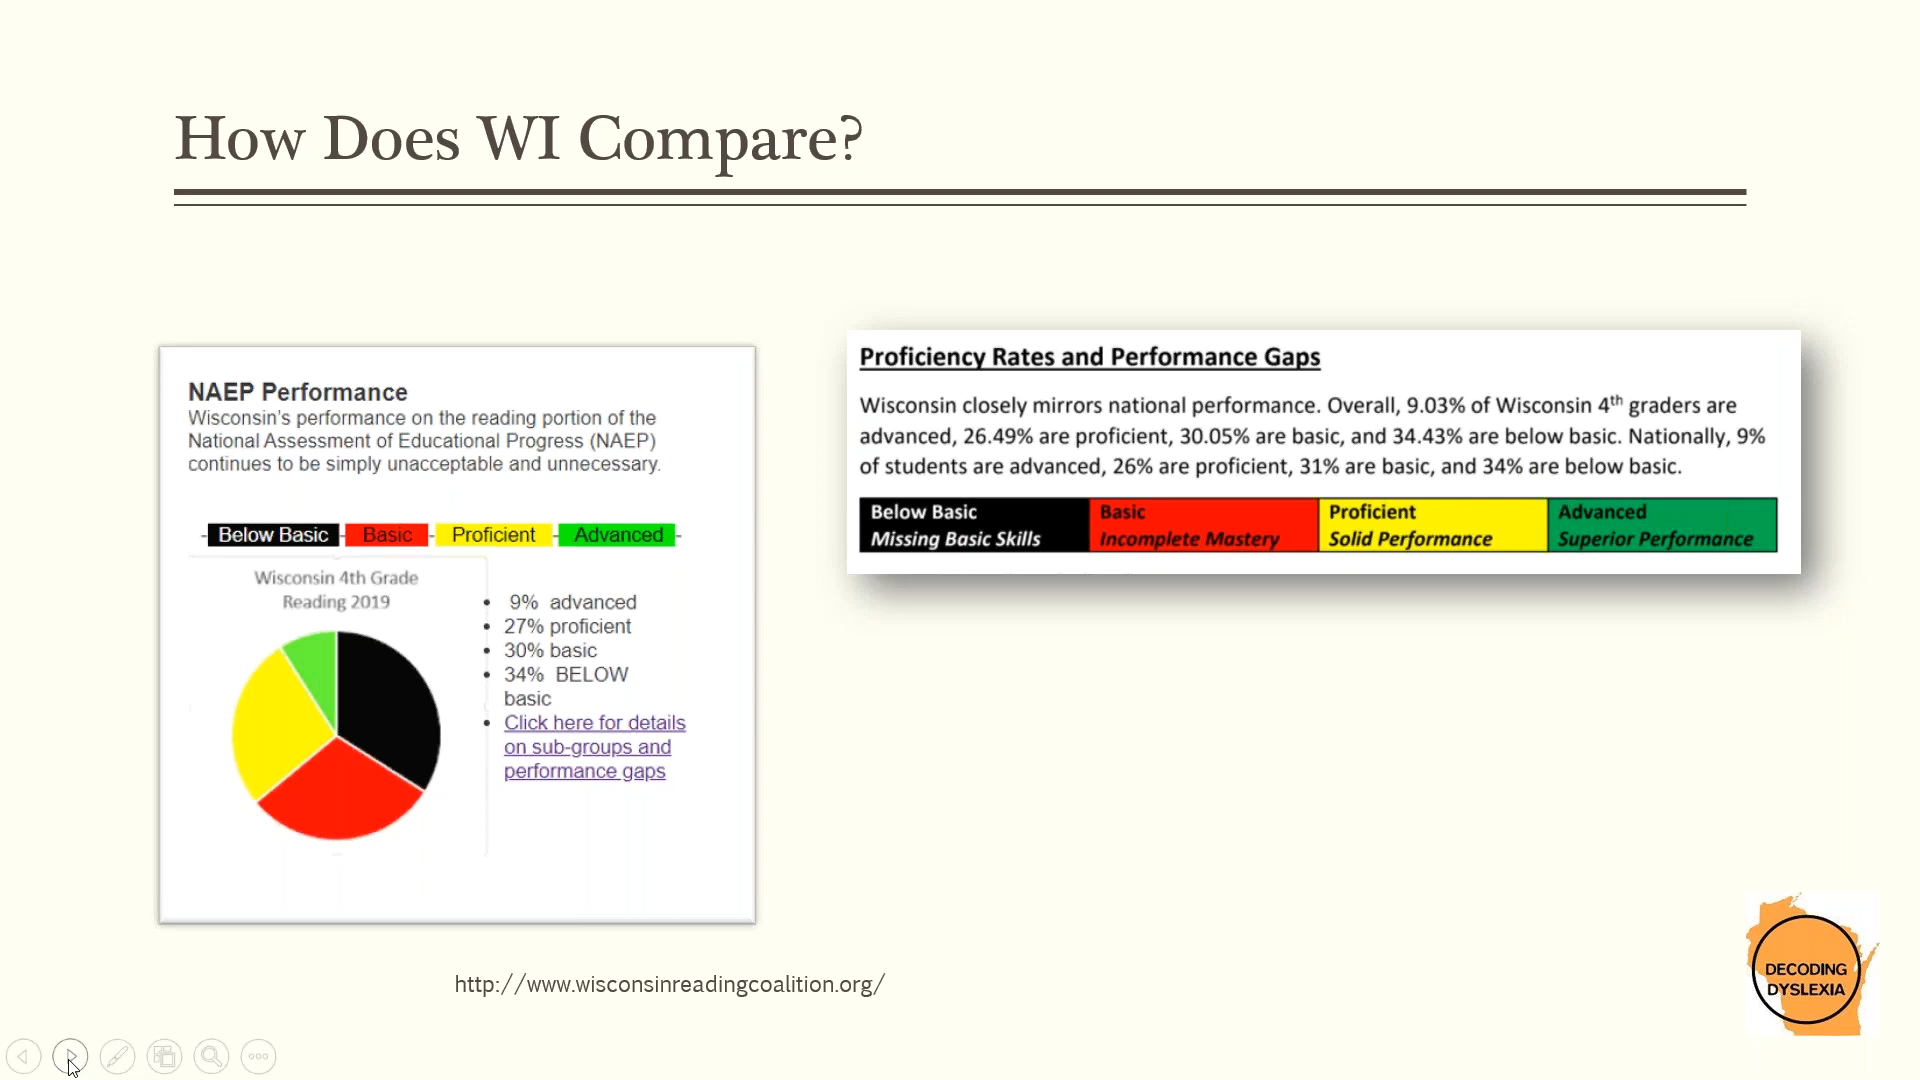 How Does WI Compare?
NAEP Performance
Wisconsin's performance on the reading portion of the
National Assessment of Educational Progress (NAEP)
continues to be simply unacceptable and unnecessary.
- Below Basic - Basic - Proficient - Advanced -
Wisconsin 4th Grade
Reading 2019
• 9% advanced
• 27% proficient
• 30% basic
• 34% BELOW
basic
• Click here for details
on sub-groups and
performance gaps
Proficiency Rates and Performance Gaps
Wisconsin closely mirrors national performance. Overall, 9.03% of Wisconsin 4th graders are
advanced, 26.49% are proficient, 30.05% are basic, and 34.43% are below basic. Nationally, 9%
of students are advanced, 26% are proficient, 31% are basic, and 34% are below basic.
Below Basic Basic Proficient Advanced
Missing Basic Skills Incomplete Mastery Solid Performance Superior Performance
http://www.wisconsinreadingcoalition.org/
DECODING
DYSLEXIA